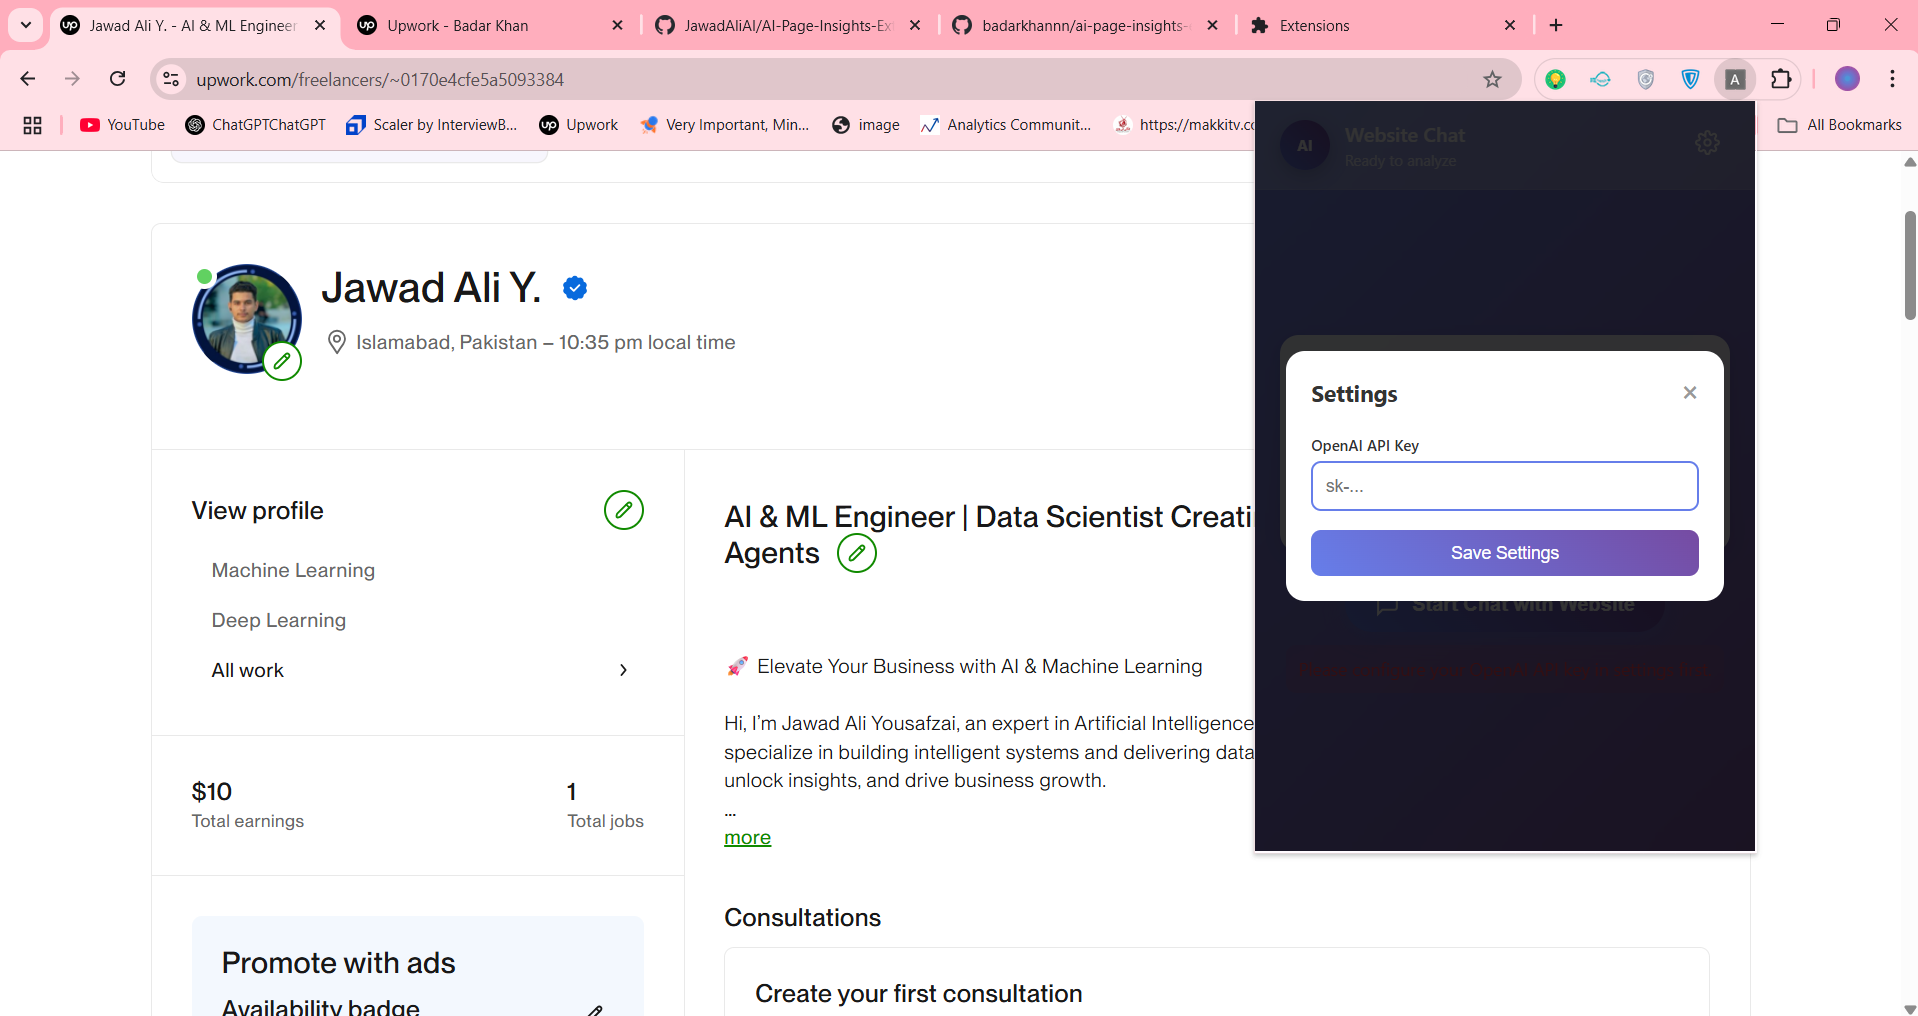 Jawad Ali Y. - AI & ML Engineer
Upwork - Badar Khan
JawadAliAI/AI-Page-Insights-Ex
badarkhannn/ai-page-insights-
Extensions
upwork.com/freelancers/~0170e4cfe5a5093384
A
YouTube
ChatGPTChatGPT
Scaler by InterviewB...
Upwork
Very Important, Min...
image
Analytics Communit...
https://makkitv.co
All Bookmarks
AI
Website Chat
Ready to analyze
Jawad Ali Y.
Islamabad, Pakistan – 10:35 pm local time
Settings
OpenAI API Key
sk-...
Save Settings
Start Chat with Website
View profile
Machine Learning
Deep Learning
All work
AI & ML Engineer | Data Scientist Creati
Agents
🚀 Elevate Your Business with AI & Machine Learning
Hi, I'm Jawad Ali Yousafzai, an expert in Artificial Intelligence
specialize in building intelligent systems and delivering data
unlock insights, and drive business growth.
...
more
$10
Total earnings
1
Total jobs
Consultations
Create your first consultation
Promote with ads
Availability badge